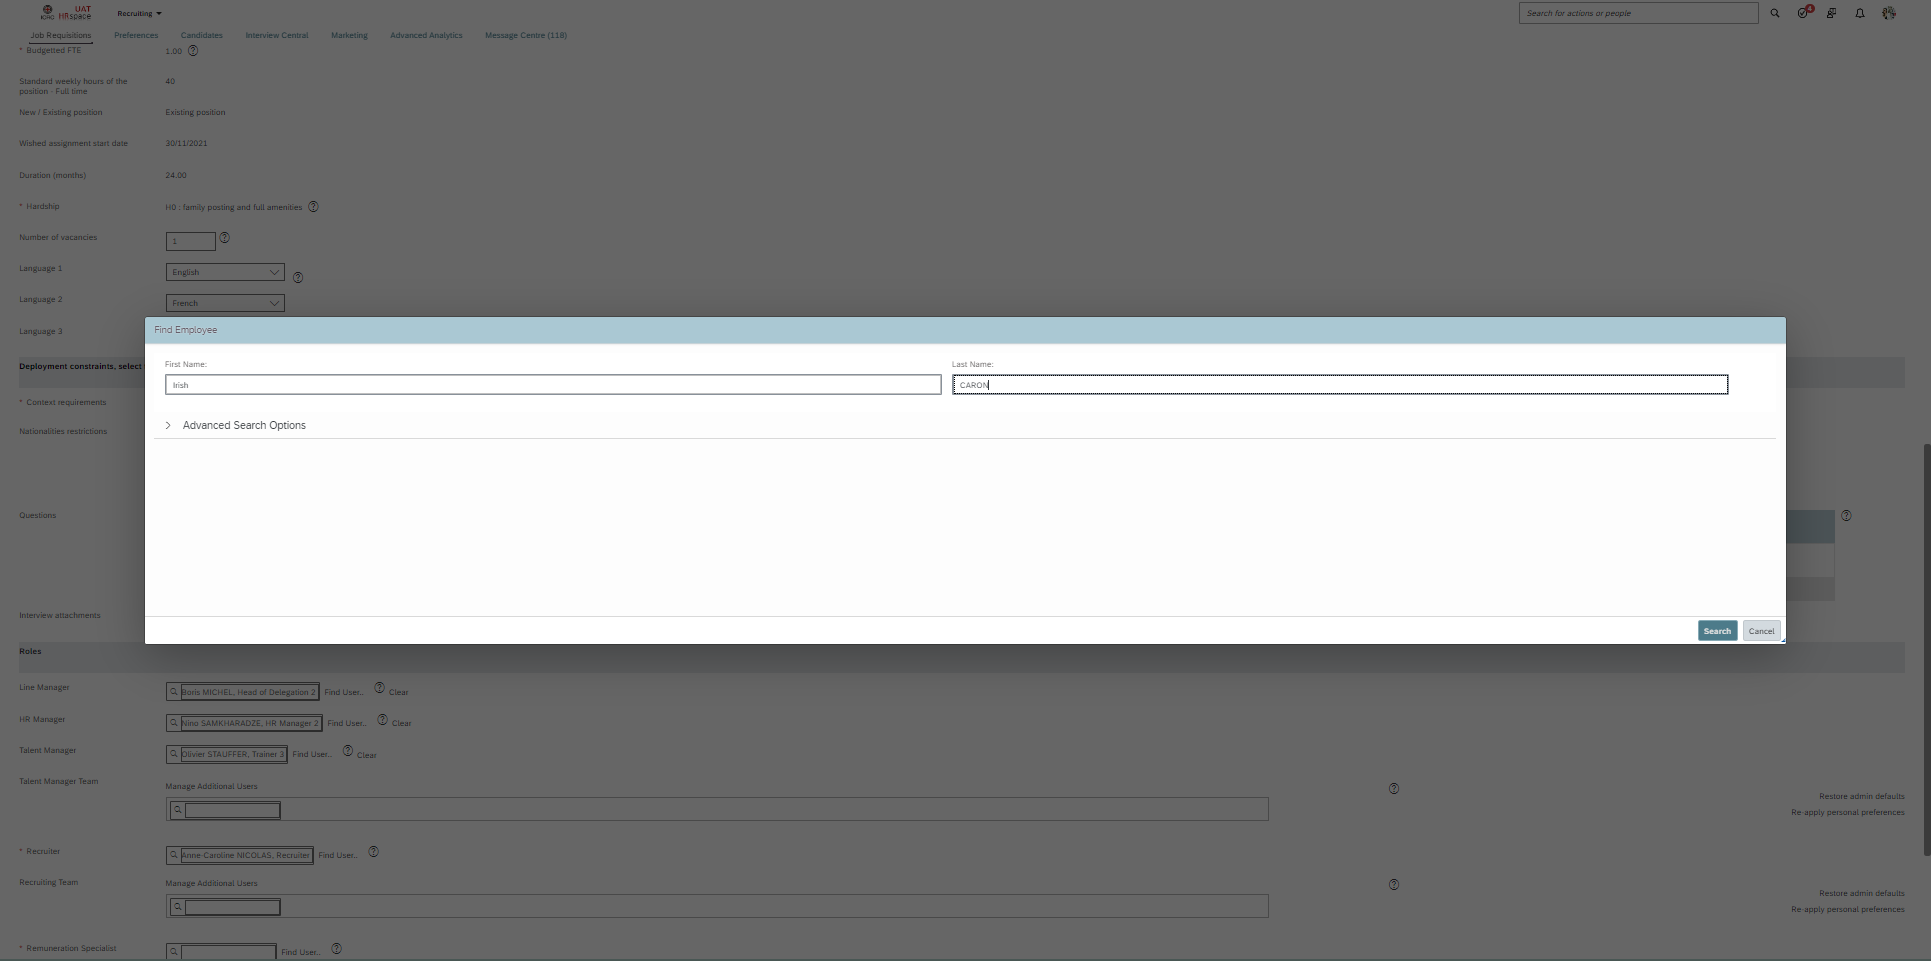 UAT
ICRC HRspace
Recruiting
Search for actions or people
4
Job Requisitions
Preferences
Candidates
Interview Central
Marketing
Advanced Analytics
Message Centre (118)
* Budgetted FTE
1.00
Standard weekly hours of the
position - Full time
40
New / Existing position
Existing position
Wished assignment start date
30/11/2021
Duration (months)
24.00
* Hardship
H0 : family posting and full amenities
Number of vacancies
1
Language 1
English
Language 2
French
Language 3
Find Employee
First Name:
Last Name:
Irish
CARON
Advanced Search Options
Search
Cancel
Deployment constraints, select
* Context requirements
Nationalities restrictions
Questions
Interview attachments
Roles
Line Manager
Boris MICHEL, Head of Delegation 2
Find User..
Clear
HR Manager
Nino SAMKHARADZE, HR Manager 2
Find User..
Clear
Talent Manager
Olivier STAUFFER, Trainer 3
Find User..
Clear
Talent Manager Team
Manage Additional Users
Restore admin defaults
Re-apply personal preferences
* Recruiter
Anne-Caroline NICOLAS, Recruiter
Find User..
Recruiting Team
Manage Additional Users
Restore admin defaults
Re-apply personal preferences
* Remuneration Specialist
Find User..